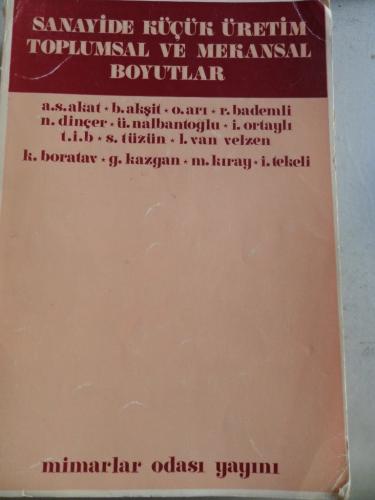 SANAYİDE KÜÇÜK ÜRETİM
TOPLUMSAL VE MEKANSAL
BOYUTLAR
a.s.akat * b.akşit * o.arı * r.bademli
n.dinçer * ü.nalbantoğlu * i.ortaylı
t.i.b * s.tüzün * l.van velzen
k.boratav * g.kazgan * m.kıray * i.tekeli
mimarlar odası yayını